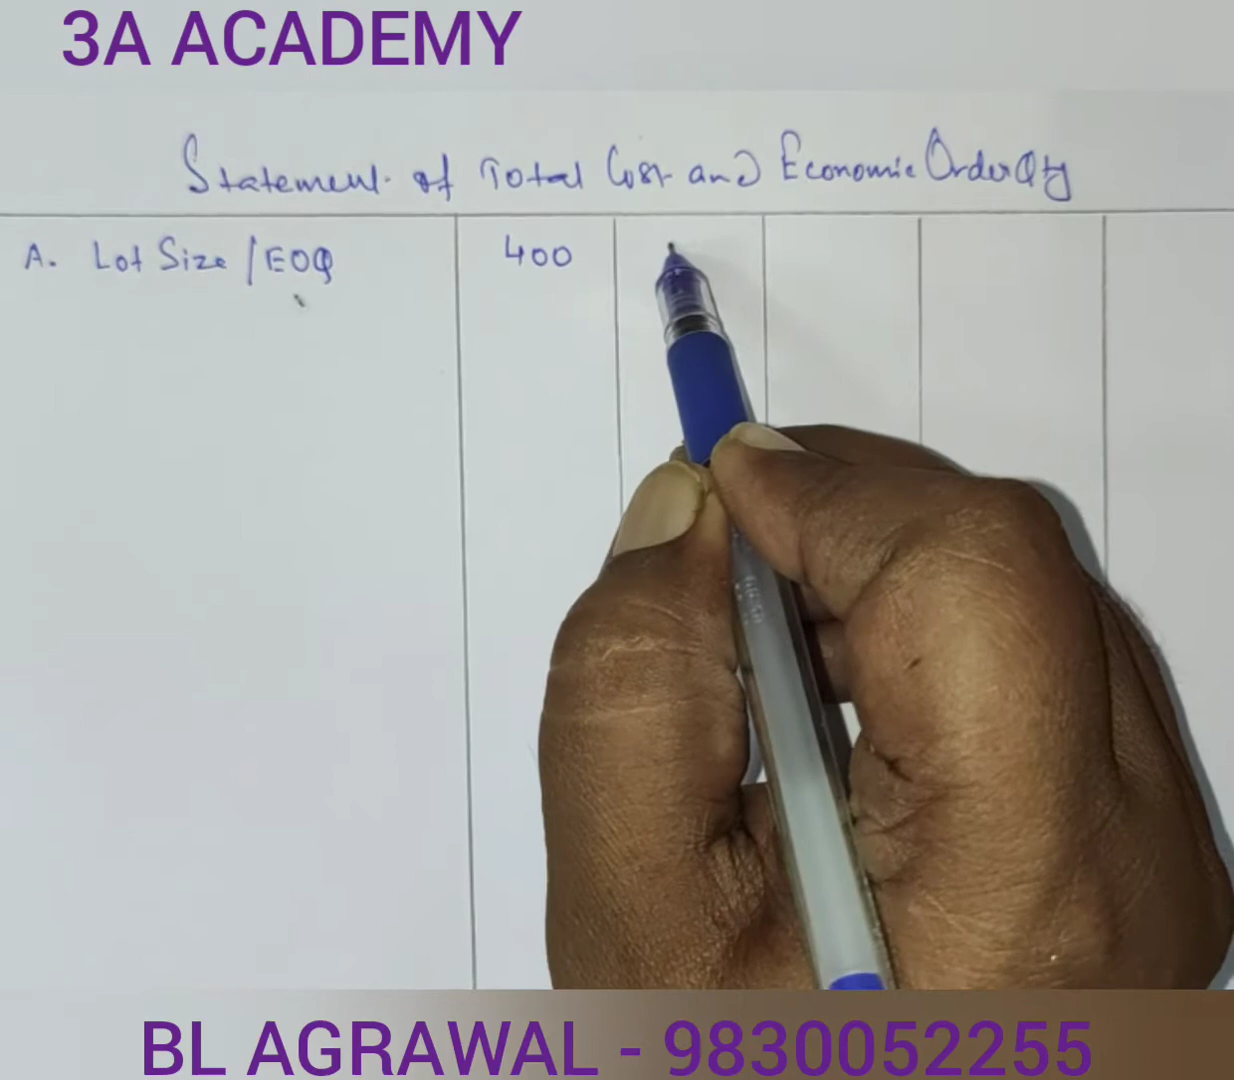 3A ACADEMY
Statement of Total Cost and Economic Order Qty
A. Lot Size / EOQ 400
BL AGRAWAL - 9830052255